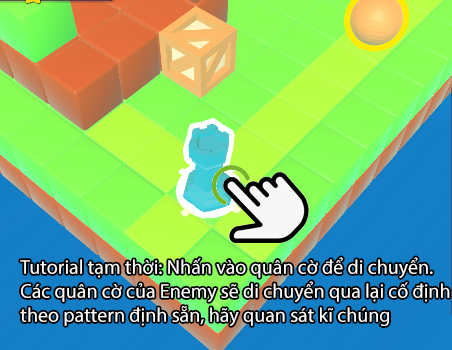 Tutorial tạm thời: Nhấn vào quân cờ để di chuyển.
Các quân cờ của Enemy sẽ di chuyển qua lại cố định
theo pattern định sẵn, hãy quan sát kĩ chúng